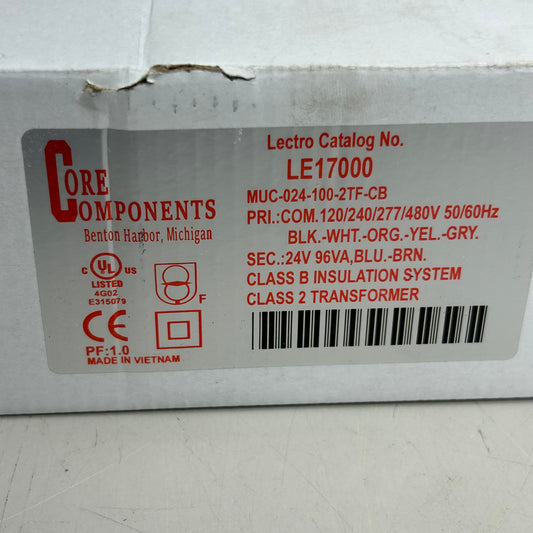 CORE
COMPONENTS
Benton Harbor, Michigan
C UL US
LISTED
4G02
E315079
F
CE
PF:1.0
MADE IN VIETNAM
Lectro Catalog No.
LE17000
MUC-024-100-2TF-CB
PRI.:COM.120/240/277/480V 50/60Hz
BLK.-WHT.-ORG.-YEL.-GRY.
SEC.:24V 96VA,BLU.-BRN.
CLASS B INSULATION SYSTEM
CLASS 2 TRANSFORMER